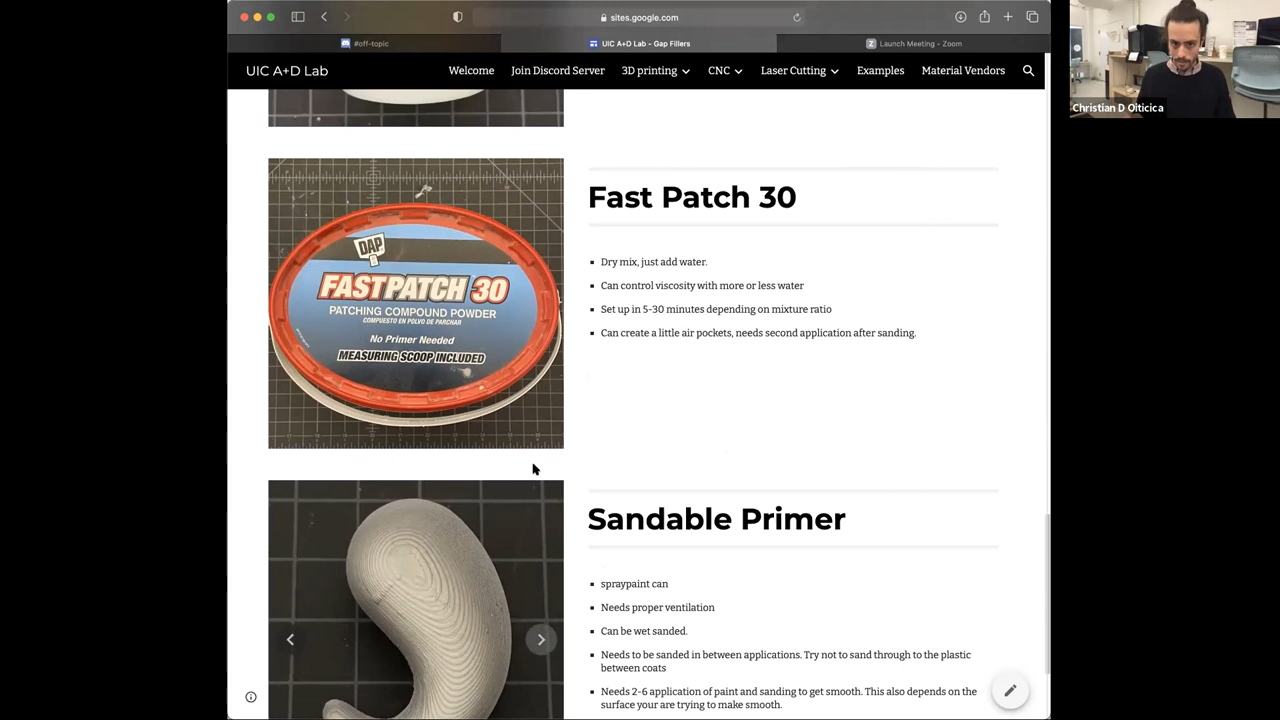 sites.google.com
#off-topic
UIC A+D Lab - Gap Fillers
Launch Meeting - Zoom
UIC A+D Lab
Welcome
Join Discord Server
3D printing
CNC
Laser Cutting
Examples
Material Vendors
Christian D Oiticica
DAP
FASTPATCH 30
PATCHING COMPOUND POWDER
COMPUESTO EN POLVO DE PARCHAR
No Primer Needed
MEASURING SCOOP INCLUDED
Fast Patch 30
Dry mix, just add water.
Can control viscosity with more or less water
Set up in 5-30 minutes depending on mixture ratio
Can create a little air pockets, needs second application after sanding.
Sandable Primer
spraypaint can
Needs proper ventilation
Can be wet sanded.
Needs to be sanded in between applications. Try not to sand through to the plastic
between coats
Needs 2-6 application of paint and sanding to get smooth. This also depends on the
surface your are trying to make smooth.